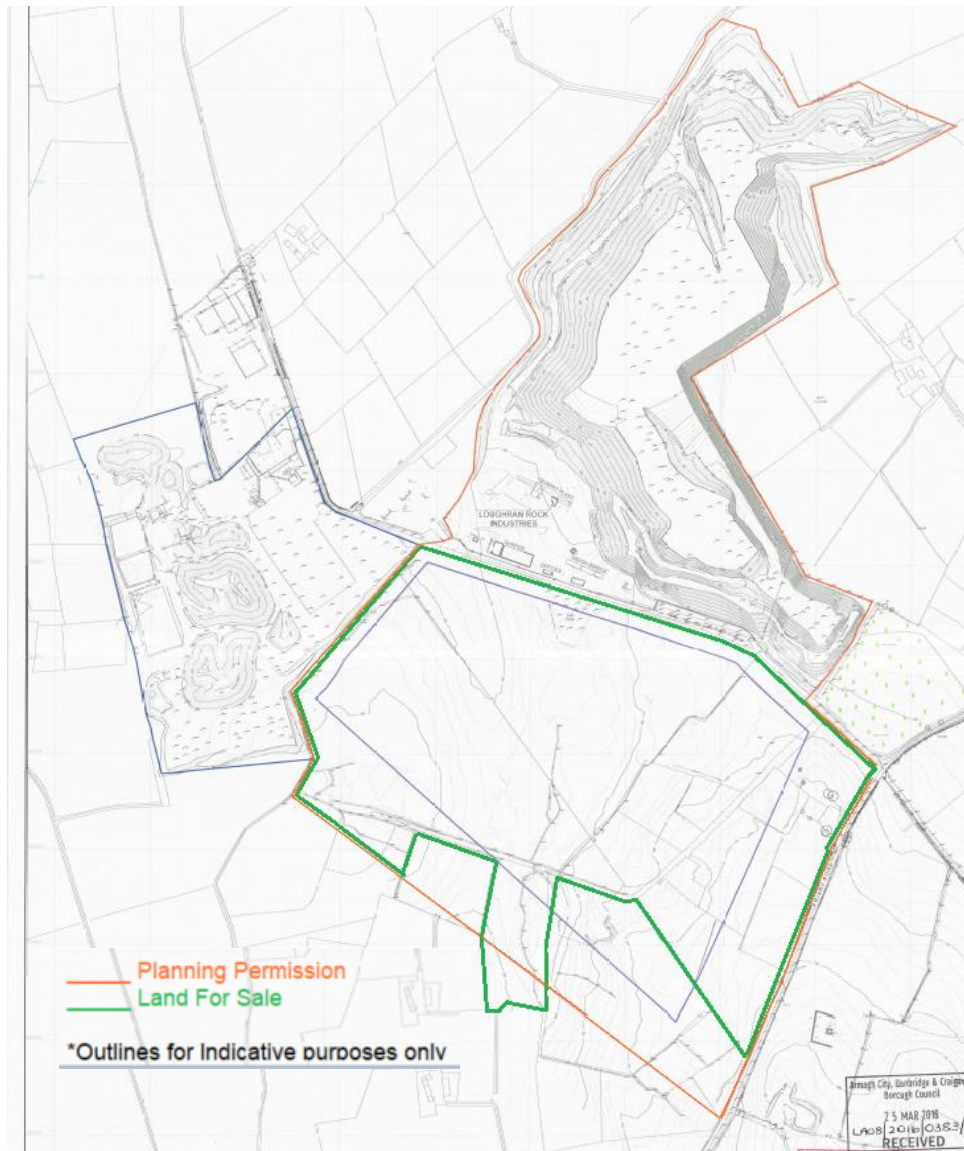 LOUGHRAN ROCK
INDUSTRIES
OFFICE
Planning Permission
Land For Sale
*Outlines for Indicative purposes only
Armagh City, Banbridge &
Borough Council
25 MAR 2016
LA08/2016/0383/
RECEIVED